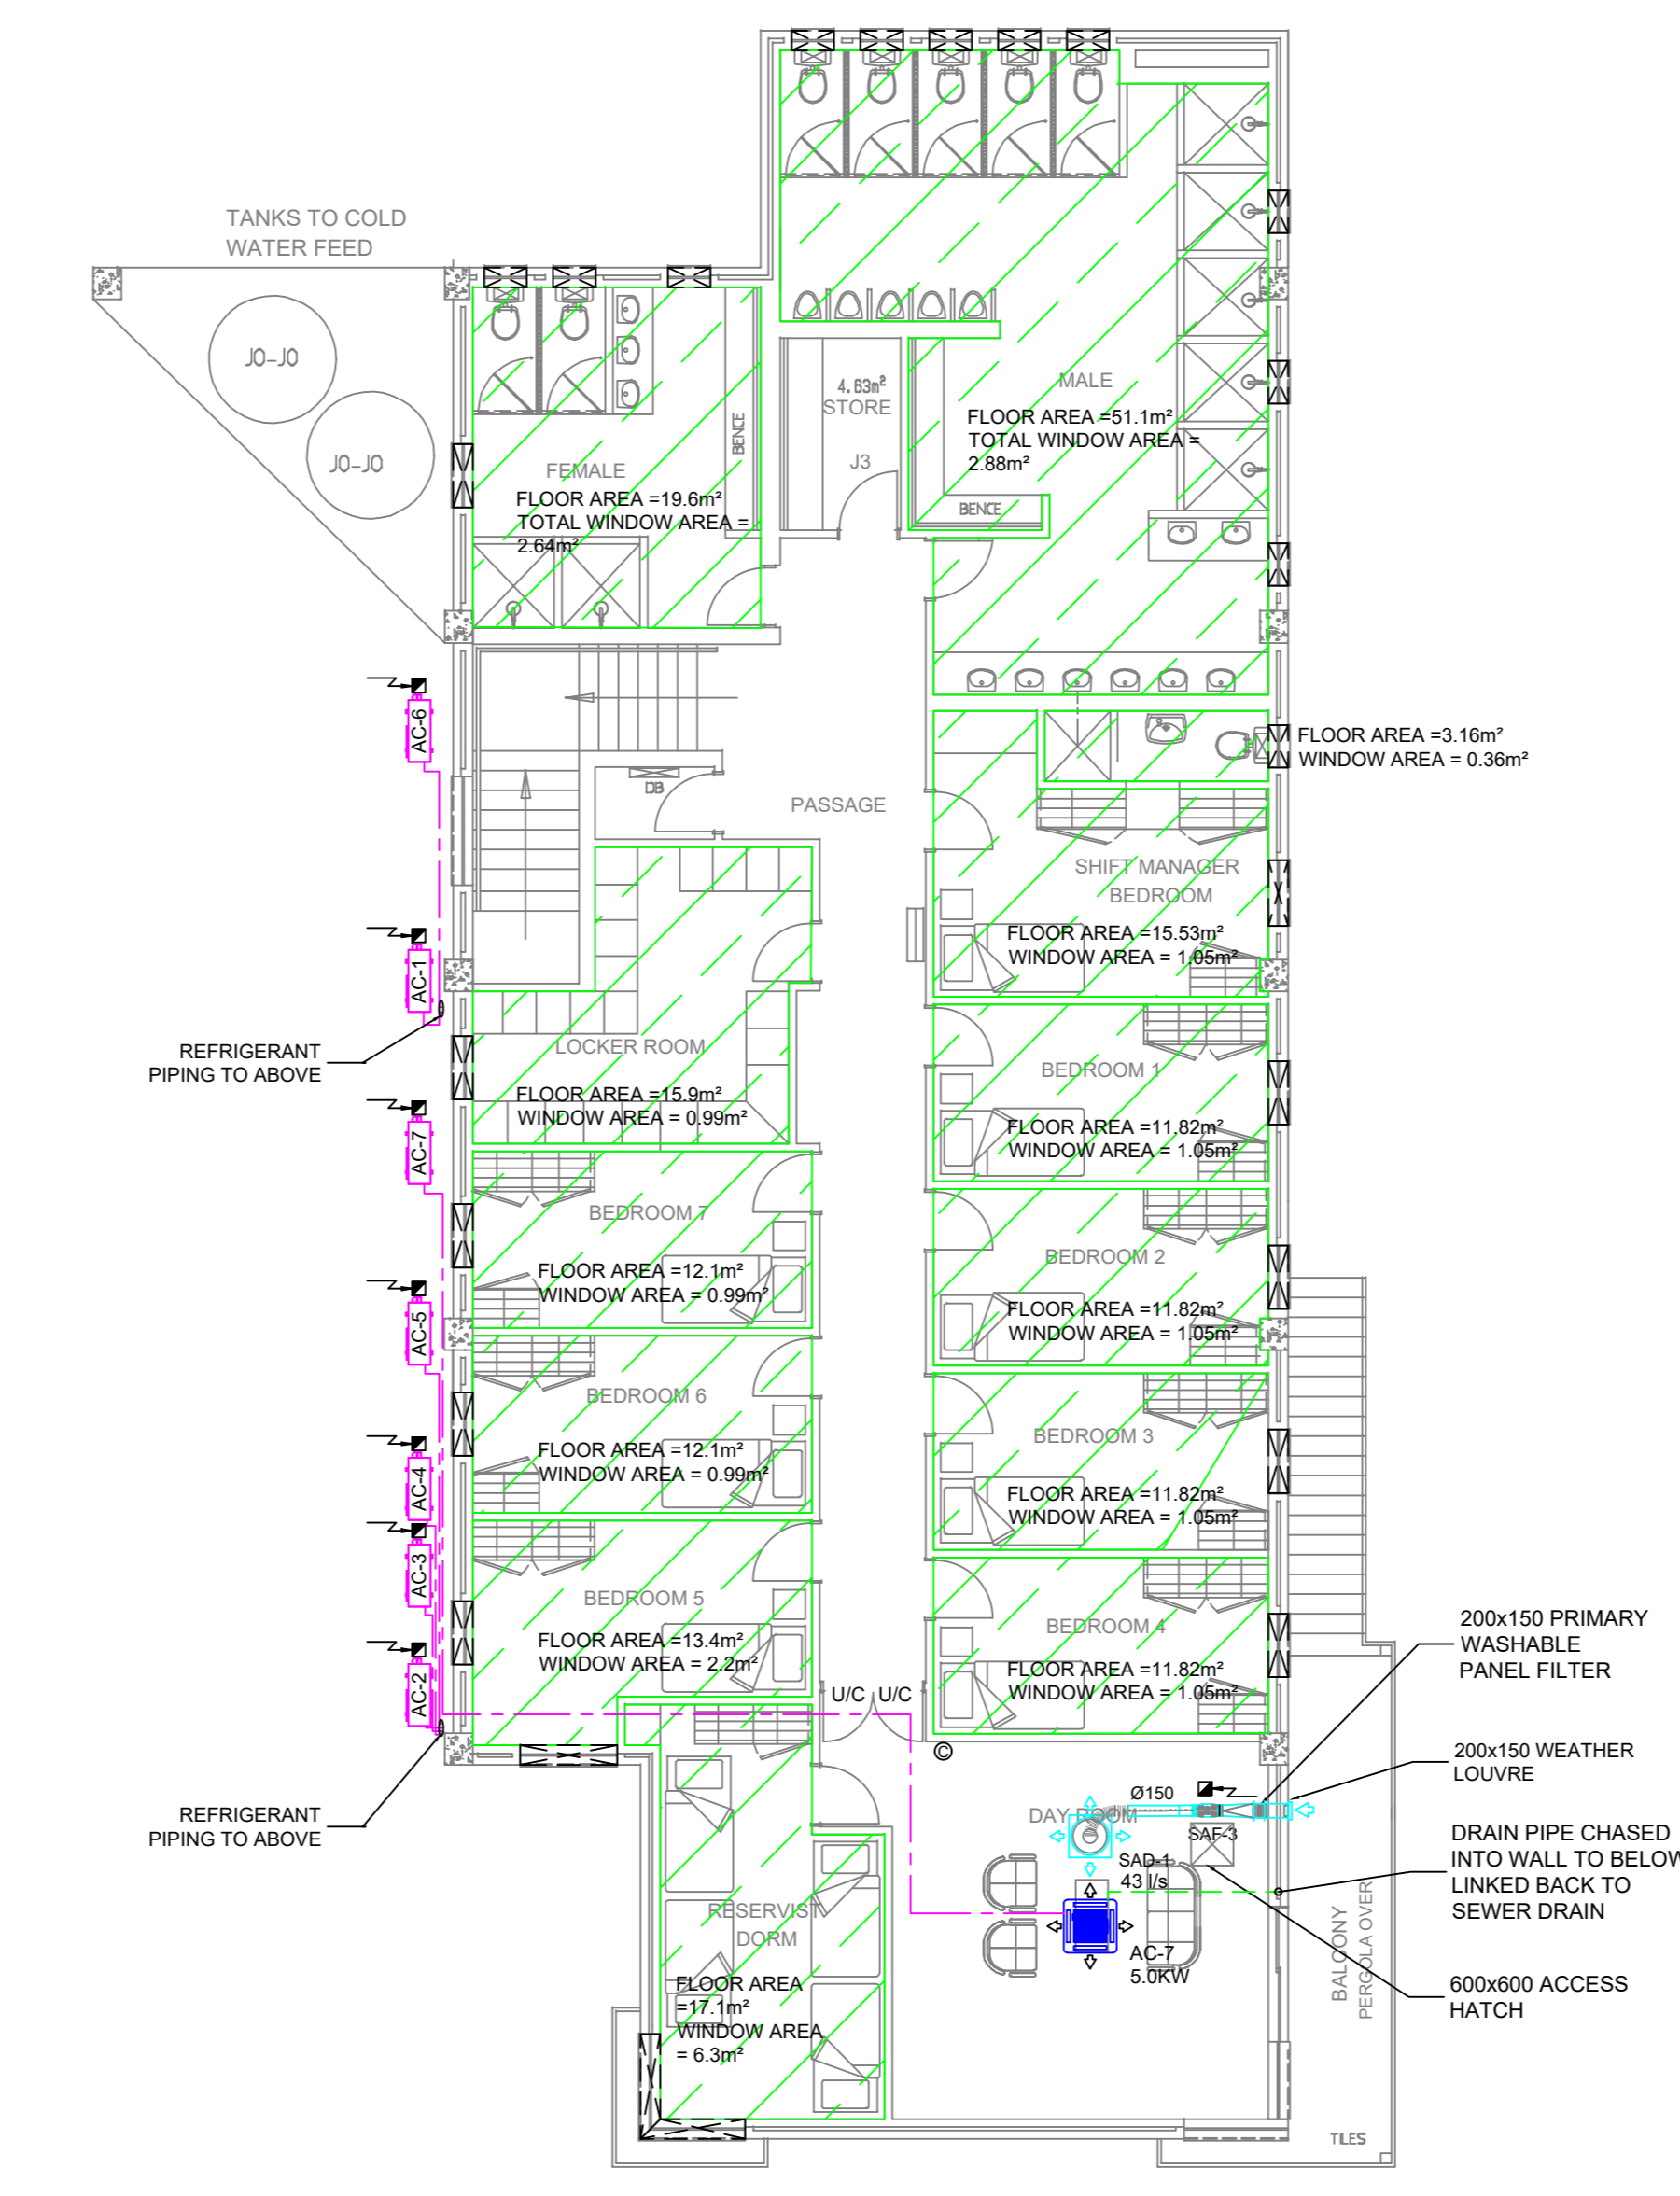 TANKS TO COLD
WATER FEED
JO-JO
JO-JO
FEMALE
FLOOR AREA =19.6m²
TOTAL WINDOW AREA =
2.64m²
BENCE
4.63m²
STORE
J3
MALE
FLOOR AREA =51.1m²
TOTAL WINDOW AREA =
2.88m²
BENCE
AC-6
FLOOR AREA =3.16m²
WINDOW AREA = 0.36m²
DB
PASSAGE
SHIFT MANAGER
BEDROOM
FLOOR AREA =15.53m²
WINDOW AREA = 1.05m²
AC-1
REFRIGERANT
PIPING TO ABOVE
LOCKER ROOM
FLOOR AREA =15.9m²
WINDOW AREA = 0.99m²
BEDROOM 1
FLOOR AREA =11.82m²
WINDOW AREA = 1.05m²
AC-7
BEDROOM 7
FLOOR AREA =12.1m²
WINDOW AREA = 0.99m²
BEDROOM 2
FLOOR AREA =11.82m²
WINDOW AREA = 1.05m²
AC-5
BEDROOM 6
FLOOR AREA =12.1m²
WINDOW AREA = 0.99m²
BEDROOM 3
FLOOR AREA =11.82m²
WINDOW AREA = 1.05m²
AC-4
AC-3
BEDROOM 5
FLOOR AREA =13.4m²
WINDOW AREA = 2.2m²
BEDROOM 4
FLOOR AREA =11.82m²
WINDOW AREA = 1.05m²
AC-2
U/C U/C
©
REFRIGERANT
PIPING TO ABOVE
200x150 PRIMARY
WASHABLE
PANEL FILTER
200x150 WEATHER
LOUVRE
Ø150
DAY ROOM
SAF-3
SAD-1
43 l/s
DRAIN PIPE CHASED
INTO WALL TO BELOW
LINKED BACK TO
SEWER DRAIN
RESERVIST
DORM
FLOOR AREA
=17.1m²
WINDOW AREA
= 6.3m²
AC-7
5.0KW
BALCONY
PERGOLA OVER
600x600 ACCESS
HATCH
TILES